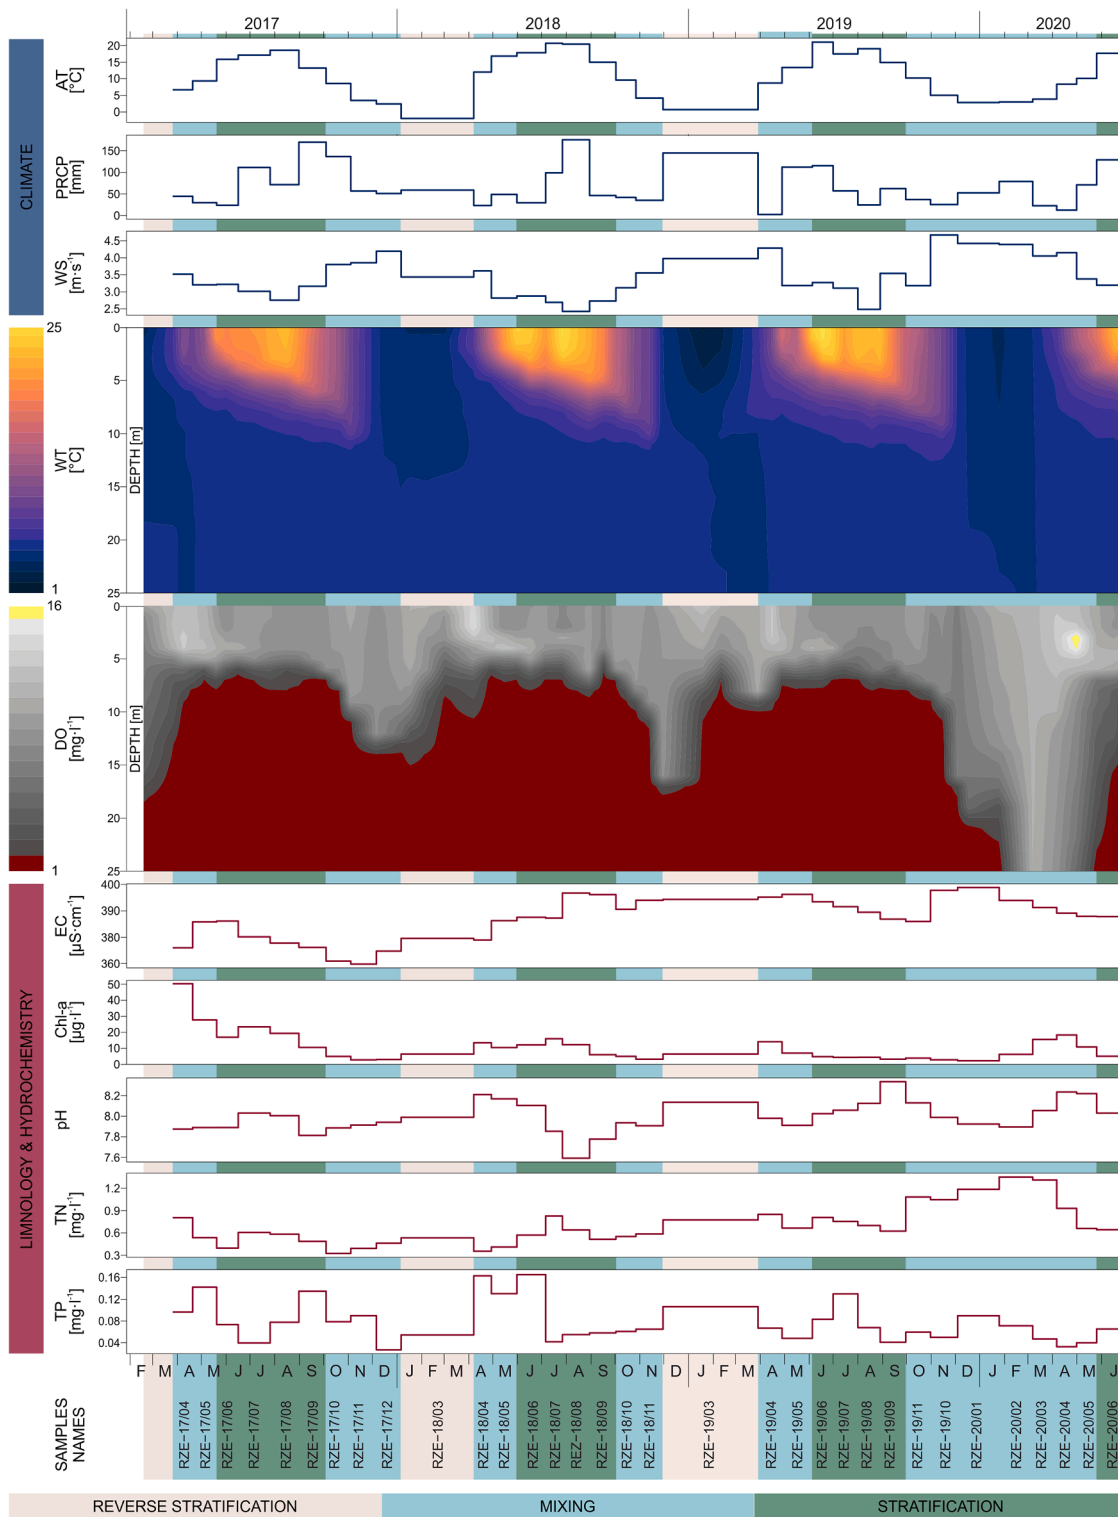 2017 2018 2019 2020
CLIMATE
AT
[°C]
20
15
10
5
0
PRCP
[mm]
150
100
50
0
WS
[m·s⁻¹]
4.5
4.0
3.5
3.0
2.5
25
WT
[°C]
1
DEPTH [m]
0
5
10
15
20
25
16
DO
[mg·l⁻¹]
1
DEPTH [m]
0
5
10
15
20
25
LIMNOLOGY & HYDROCHEMISTRY
EC
[µS·cm⁻¹]
400
390
380
360
Chl-a
[µg·l⁻¹]
50
40
30
20
10
0
pH
8.2
8.0
7.8
7.6
TN
[mg·l⁻¹]
1.2
0.9
0.6
0.3
TP
[mg·l⁻¹]
0.16
0.12
0.08
0.04
F M A M J J A S O N D J F M A M J J A S O N D J F M A M J J A S O N D J F M A M J
SAMPLES
NAMES
RZE-17/04
RZE-17/05
RZE-17/06
RZE-17/07
RZE-17/08
RZE-17/09
RZE-17/10
RZE-17/11
RZE-17/12
RZE-18/03
RZE-18/04
RZE-18/05
RZE-18/06
RZE-18/07
REZ-18/08
RZE-18/09
RZE-18/10
RZE-18/11
RZE-19/03
RZE-19/04
RZE-19/05
RZE-19/06
RZE-19/07
RZE-19/08
RZE-19/09
RZE-19/11
RZE-19/10
RZE-20/01
RZE-20/02
RZE-20/03
RZE-20/04
RZE-20/05
RZE-20/06
REVERSE STRATIFICATION MIXING STRATIFICATION